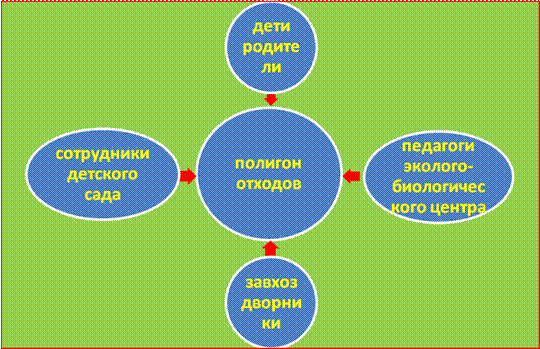 дети
родите
ли
сотрудники
детского
сада
полигон
отходов
педагоги
эколого-
биологичес
кого центра
завхоз
дворни
ки